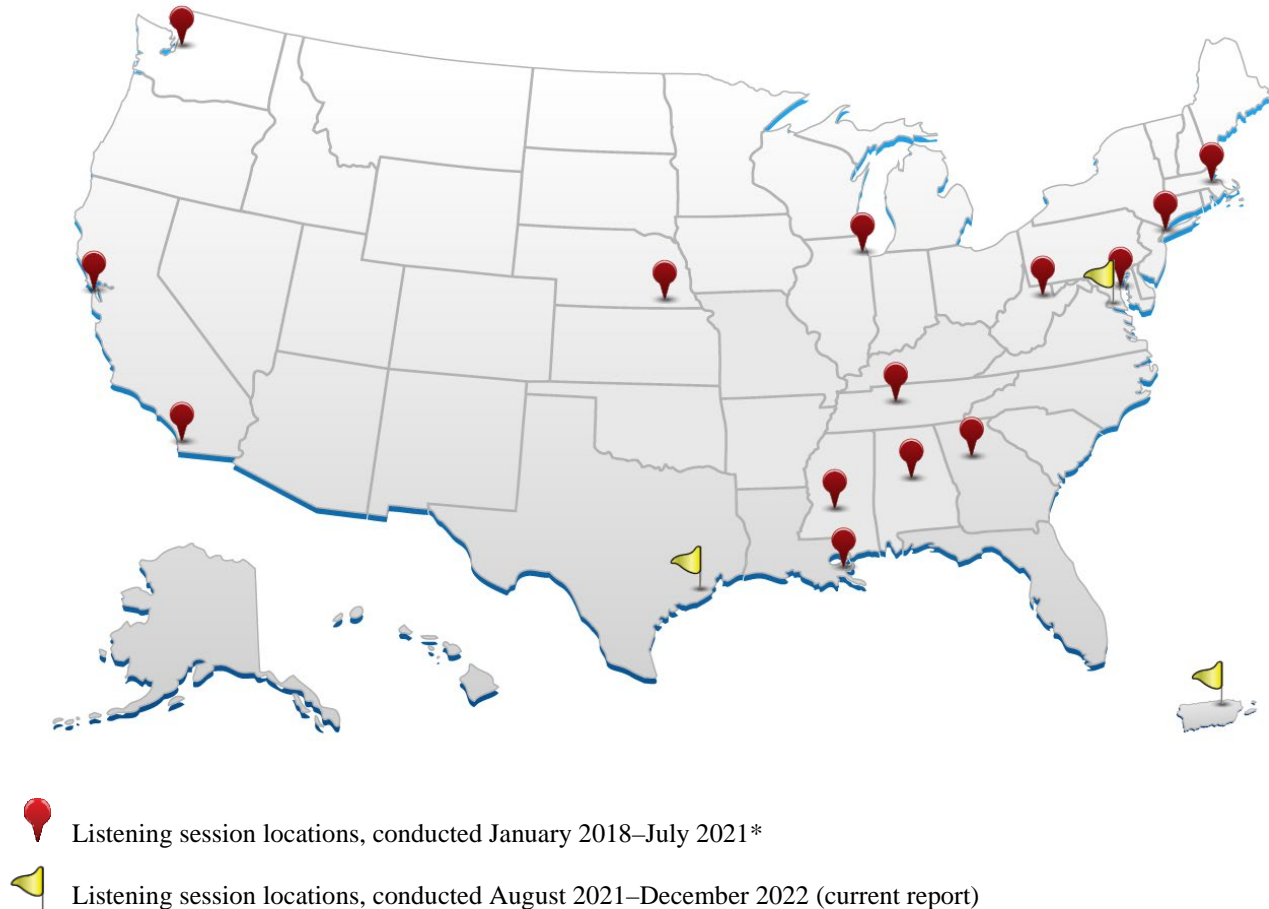 Listening session locations, conducted January 2018–July 2021*
Listening session locations, conducted August 2021–December 2022 (current report)